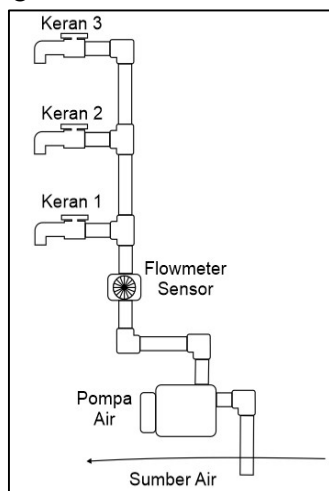 Keran 3
Keran 2
Keran 1
Flowmeter
Sensor
Pompa
Air
Sumber Air